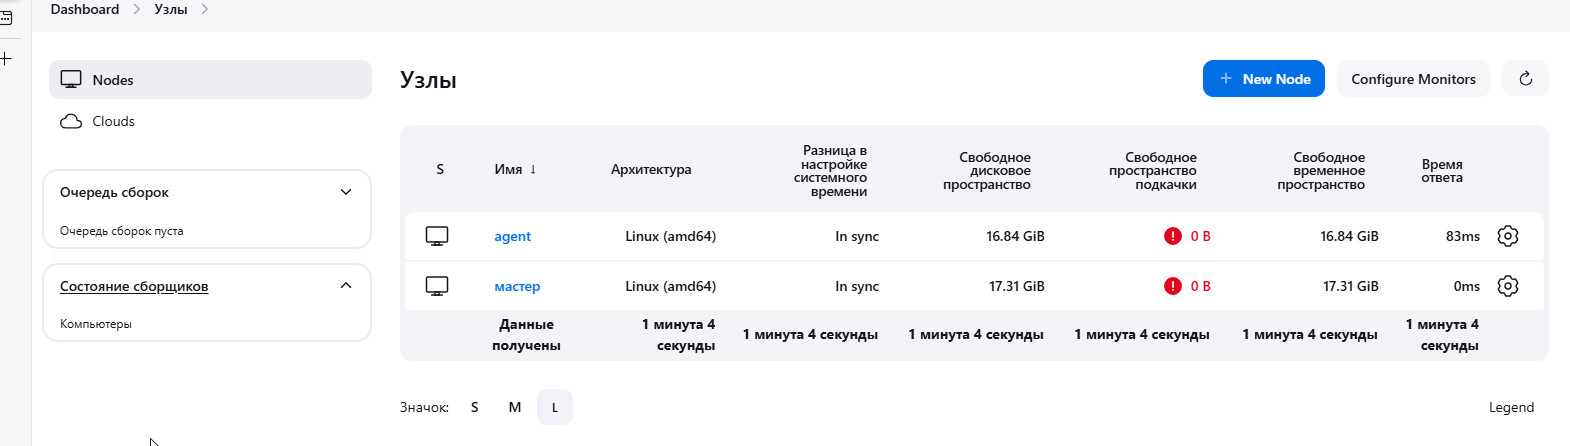 Dashboard > Узлы >
Nodes
Clouds
Очередь сборок
Очередь сборок пуста
Состояние сборщиков
Компьютеры
Узлы
+ New Node
Configure Monitors
S
Имя ↓
Архитектура
Разница в
настройке
системного
времени
Свободное
дисковое
пространство
Свободное
пространство
подкачки
Свободное
временное
пространство
Время
ответа
agent Linux (amd64) In sync 16.84 GiB ! 0 B 16.84 GiB 83ms
мастер Linux (amd64) In sync 17.31 GiB ! 0 B 17.31 GiB 0ms
Данные
получены
1 минута 4
секунды
1 минута 4 секунды
1 минута 4 секунды
1 минута 4 секунды
1 минута 4 секунды
1 минута 4
секунды
Значок: S M L
Legend